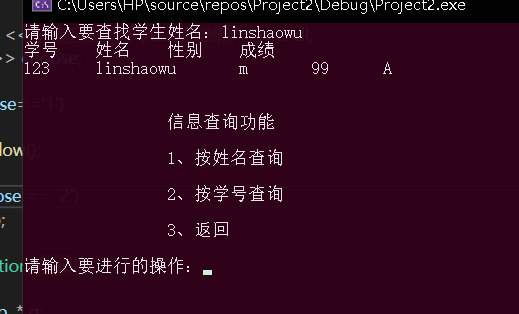 C:\Users\HP\source\repos\Project2\Debug\Project2.exe
请输入要查找学生姓名：linshaowu
学号 姓名 性别 成绩
123 linshaowu m 99 A
信息查询功能
1、按姓名查询
2、按学号查询
3、返回
请输入要进行的操作：